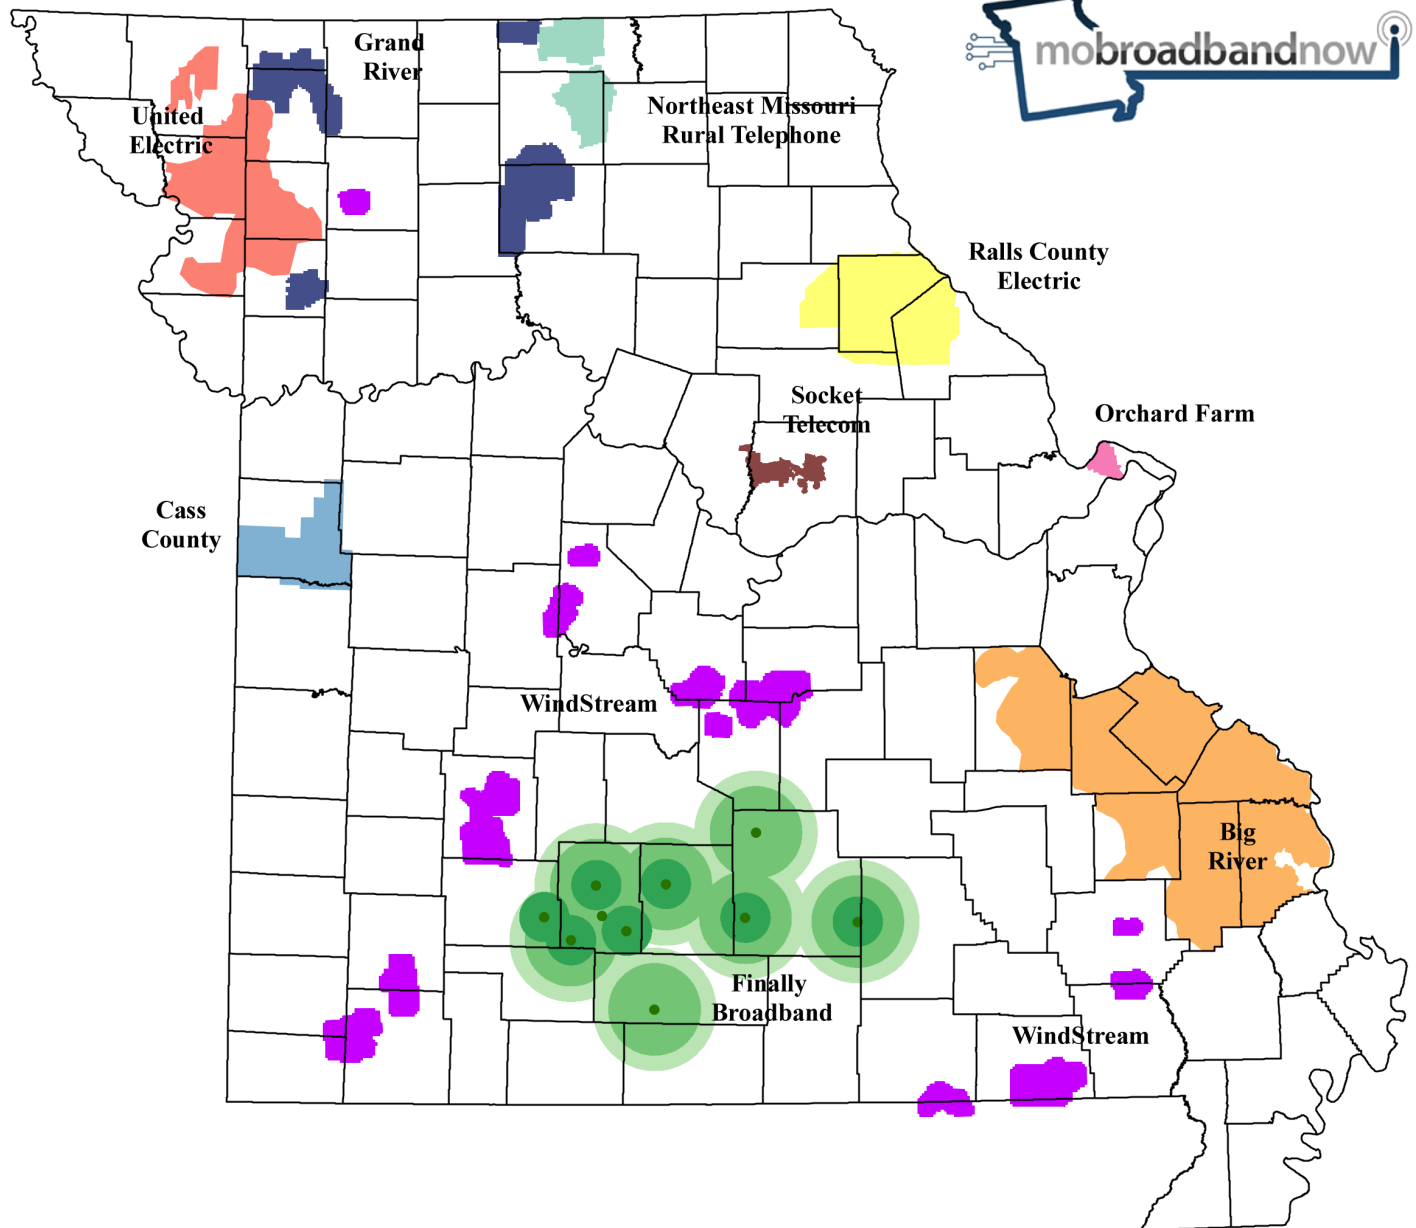 mobroadbandnow
Grand
River
United
Electric
Northeast Missouri
Rural Telephone
Ralls County
Electric
Socket
Telecom
Orchard Farm
Cass
County
WindStream
Big
River
Finally
Broadband
WindStream